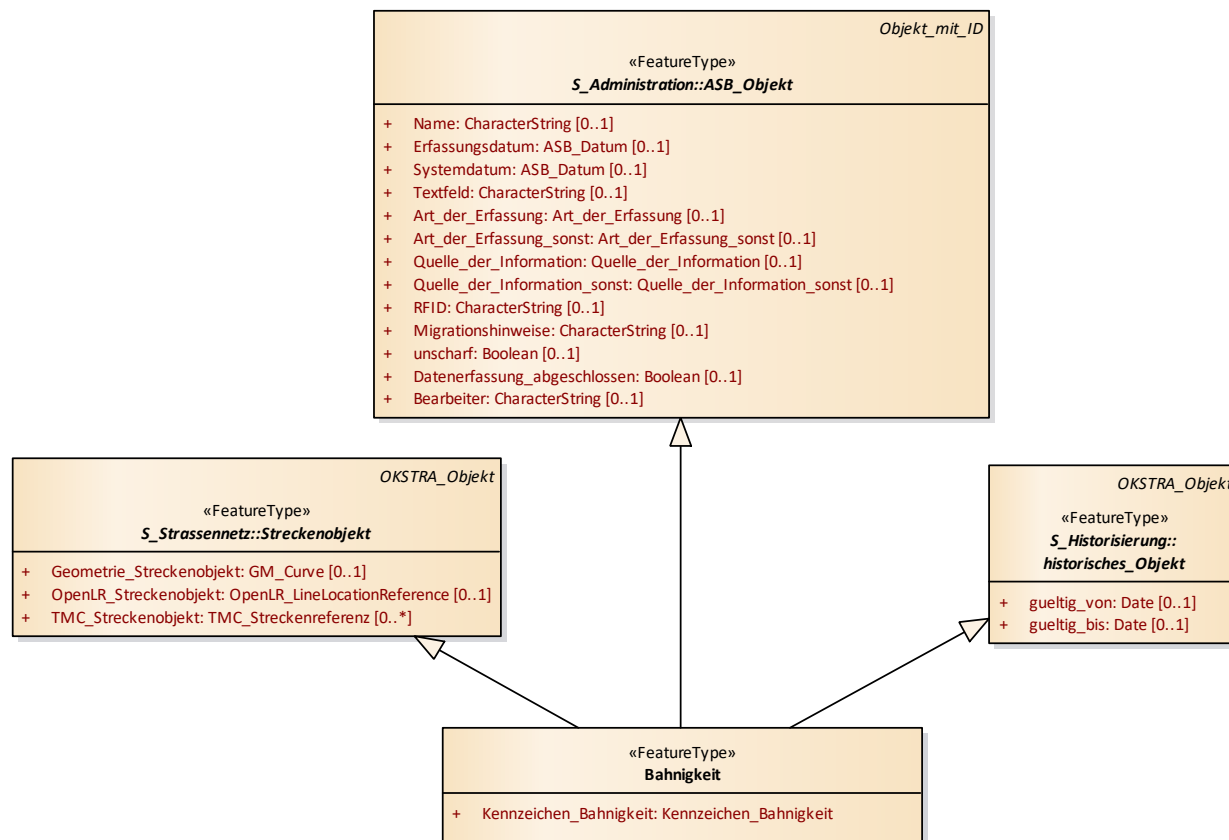 Objekt_mit_ID
«FeatureType»
S_Administration::ASB_Objekt
+ Name: CharacterString [0..1]
+ Erfassungsdatum: ASB_Datum [0..1]
+ Systemdatum: ASB_Datum [0..1]
+ Textfeld: CharacterString [0..1]
+ Art_der_Erfassung: Art_der_Erfassung [0..1]
+ Art_der_Erfassung_sonst: Art_der_Erfassung_sonst [0..1]
+ Quelle_der_Information: Quelle_der_Information [0..1]
+ Quelle_der_Information_sonst: Quelle_der_Information_sonst [0..1]
+ RFID: CharacterString [0..1]
+ Migrationshinweise: CharacterString [0..1]
+ unscharf: Boolean [0..1]
+ Datenerfassung_abgeschlossen: Boolean [0..1]
+ Bearbeiter: CharacterString [0..1]
OKSTRA_Objekt
«FeatureType»
S_Strassennetz::Streckenobjekt
+ Geometrie_Streckenobjekt: GM_Curve [0..1]
+ OpenLR_Streckenobjekt: OpenLR_LineLocationReference [0..1]
+ TMC_Streckenobjekt: TMC_Streckenreferenz [0..*]
OKSTRA_Objekt
«FeatureType»
S_Historisierung::
historisches_Objekt
+ gueltig_von: Date [0..1]
+ gueltig_bis: Date [0..1]
«FeatureType»
Bahnigkeit
+ Kennzeichen_Bahnigkeit: Kennzeichen_Bahnigkeit